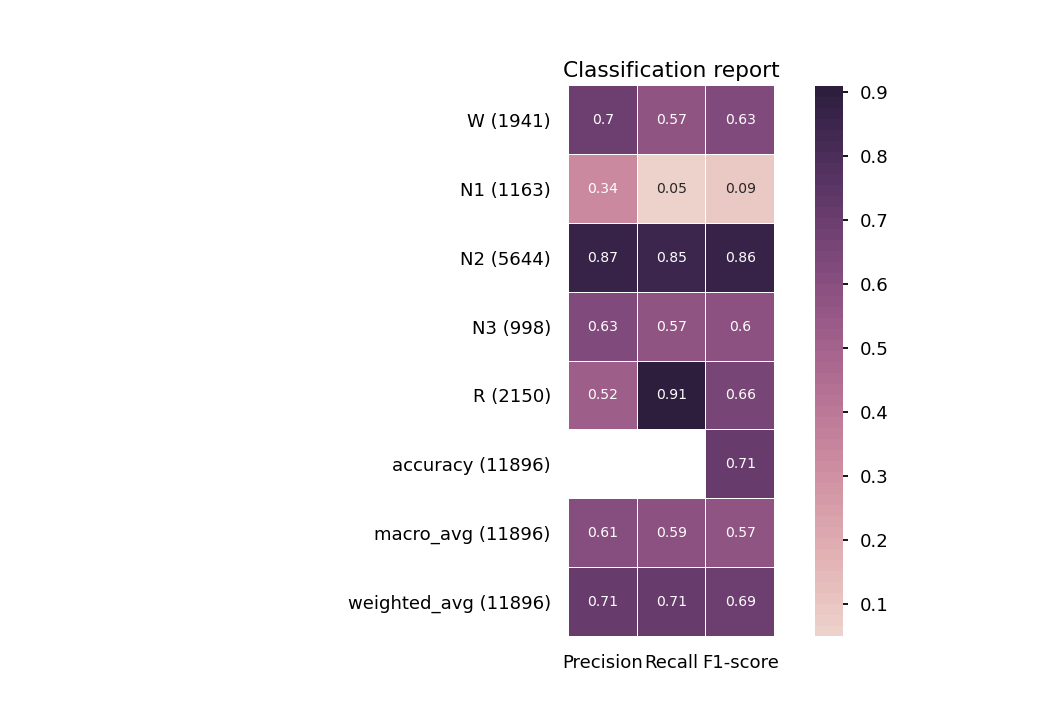 Classification report
W (1941) 0.7 0.57 0.63
N1 (1163) 0.34 0.05 0.09
N2 (5644) 0.87 0.85 0.86
N3 (998) 0.63 0.57 0.6
R (2150) 0.52 0.91 0.66
accuracy (11896) 0.71
macro_avg (11896) 0.61 0.59 0.57
weighted_avg (11896) 0.71 0.71 0.69
Precision Recall F1-score
0.9
0.8
0.7
0.6
0.5
0.4
0.3
0.2
0.1